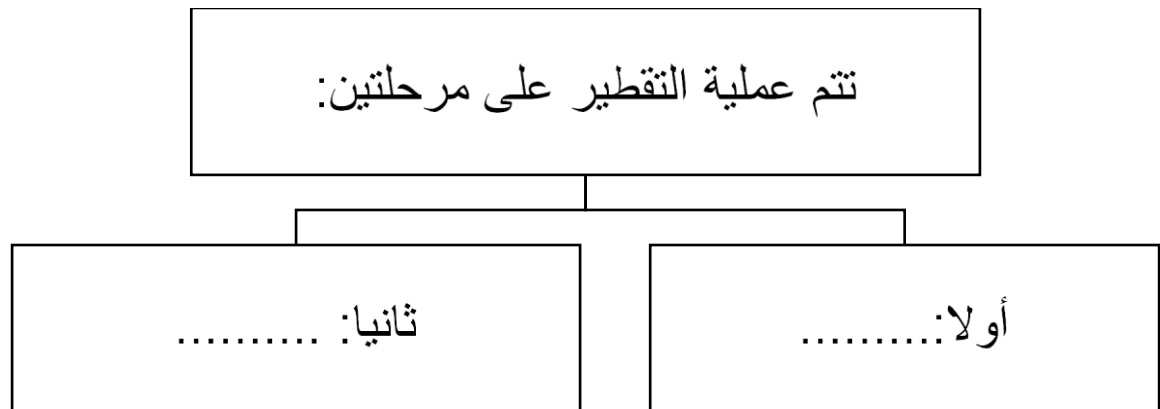 تتم عملية التقطير على مرحلتين:
أولا:..........
ثانيا: ..........